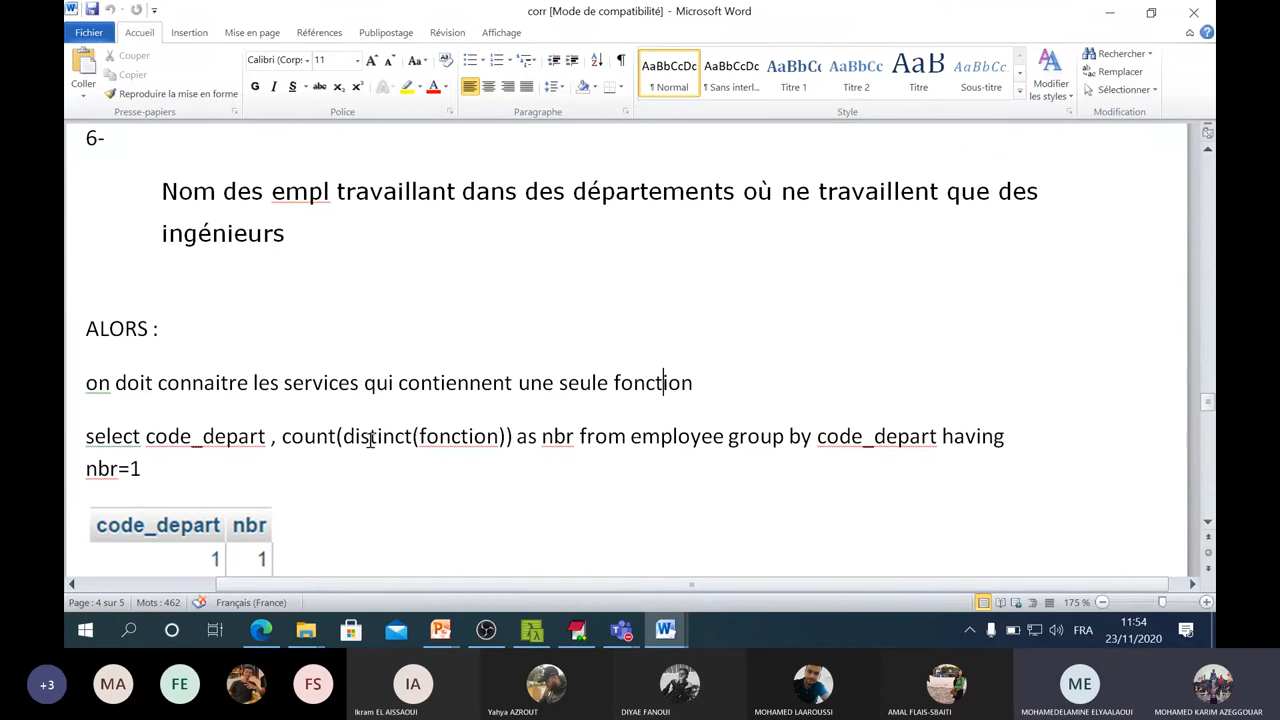 corr [Mode de compatibilité] - Microsoft Word
Fichier Accueil Insertion Mise en page Références Publipostage Révision Affichage
Coller
Couper
Copier
Reproduire la mise en forme
Presse-papiers
Calibri (Corps 11
G I S abc x₂ x² A
Police
Paragraphe
AaBbCcDc AaBbCcDc AaBbCc AaBbCc AaB AaBbCc.
¶ Normal ¶ Sans interl... Titre 1 Titre 2 Titre Sous-titre
Style
Modifier les styles
Rechercher
Remplacer
Sélectionner
Modification
6-
Nom des empl travaillant dans des départements où ne travaillent que des
ingénieurs
ALORS :
on doit connaitre les services qui contiennent une seule fonction
select code_depart , count(distinct(fonction)) as nbr from employee group by code_depart having
nbr=1
code_depart nbr
1 1
Page : 4 sur 5 Mots : 462 Français (France) 175 %
FRA 11:54
23/11/2020
+3 MA FE FS IA ME
Ikram EL AISSAOUI Yahya AZROUT DIYAE FANOUI MOHAMED LAAROUSSI AMAL FLAIS-SBAITI MOHAMEDELAMINE ELYAALAOUI MOHAMED KARIM AZEGGOUAR